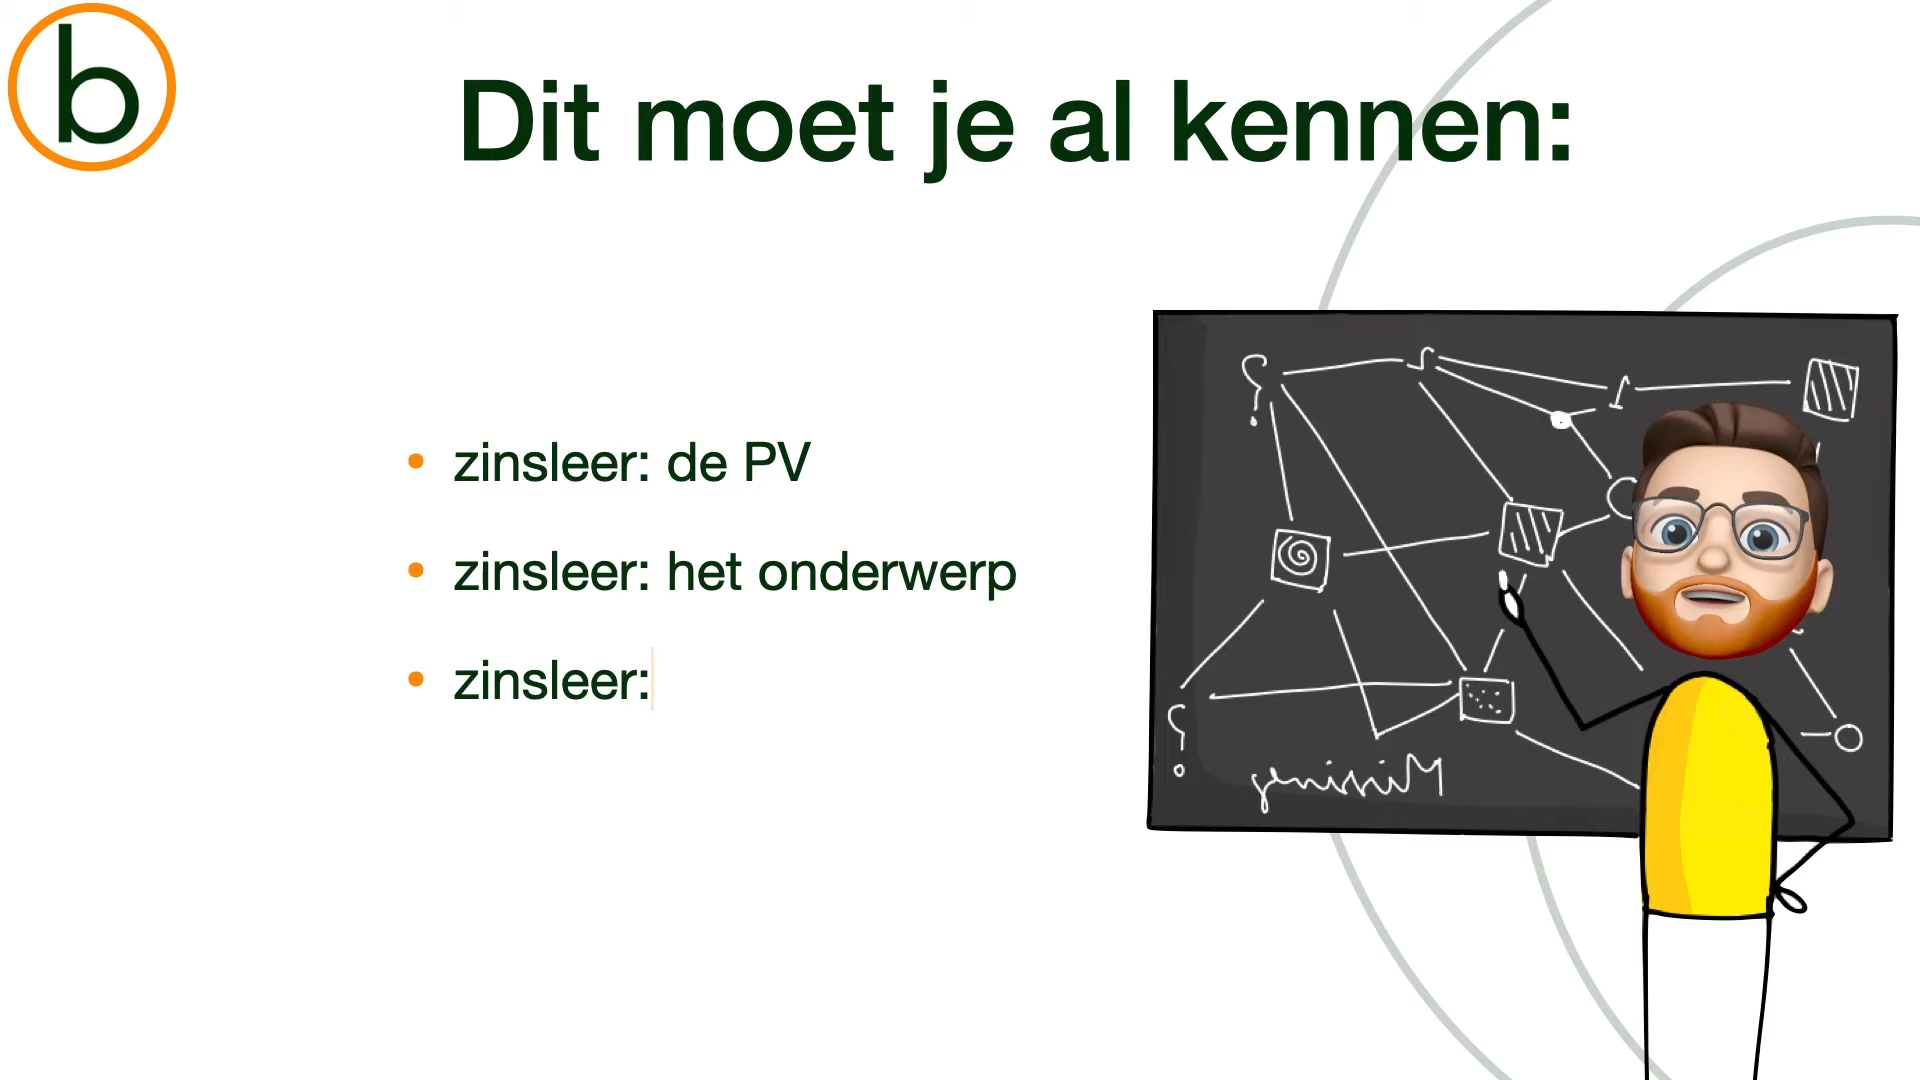 b
Dit moet je al kennen:
• zinsleer: de PV
• zinsleer: het onderwerp
• zinsleer: